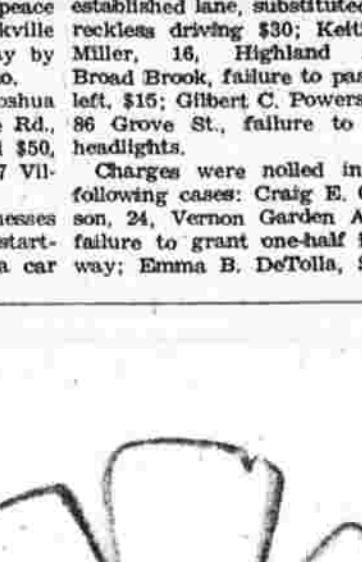 peace
kville
ay by
o.
oshua
Rd.,
$50,
7 Vil-
nesses
start-
a car
established lane, substituted
reckless driving $30; Keit
Miller, 16, Highland
Broad Brook, failure to pa
left, $15; Gilbert C. Powers
86 Grove St., failure to
headlights.
Charges were nolled in
following cases: Craig E.
son, 24, Vernon Garden A
failure to grant one-half
way; Emma B. DeTolla,